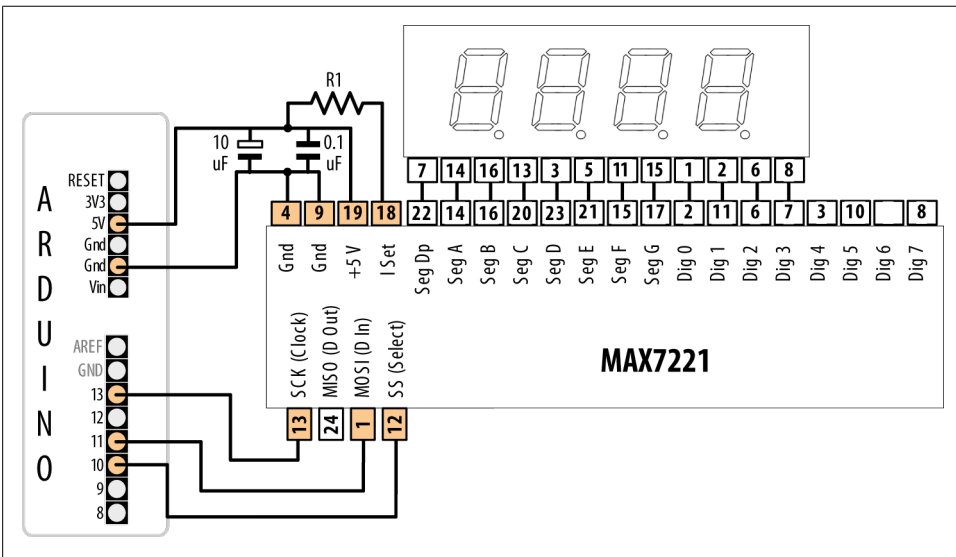 R1
10 uF
0.1 uF
ARDUINO
RESET
3V3
5V
Gnd
Gnd
Vin
AREF
GND
13
12
11
10
9
8
7 14 16 13 3 5 11 15 1 2 6 8
4 9 19 18 22 14 16 20 23 21 15 17 2 11 6 7 3 10 8
Gnd Gnd +5 V I Set Seg Dp Seg A Seg B Seg C Seg D Seg E Seg F Seg G Dig 0 Dig 1 Dig 2 Dig 3 Dig 4 Dig 5 Dig 6 Dig 7
MAX7221
SCK (Clock) MISO (D Out) MOSI (D In) SS (Select)
13 24 1 12